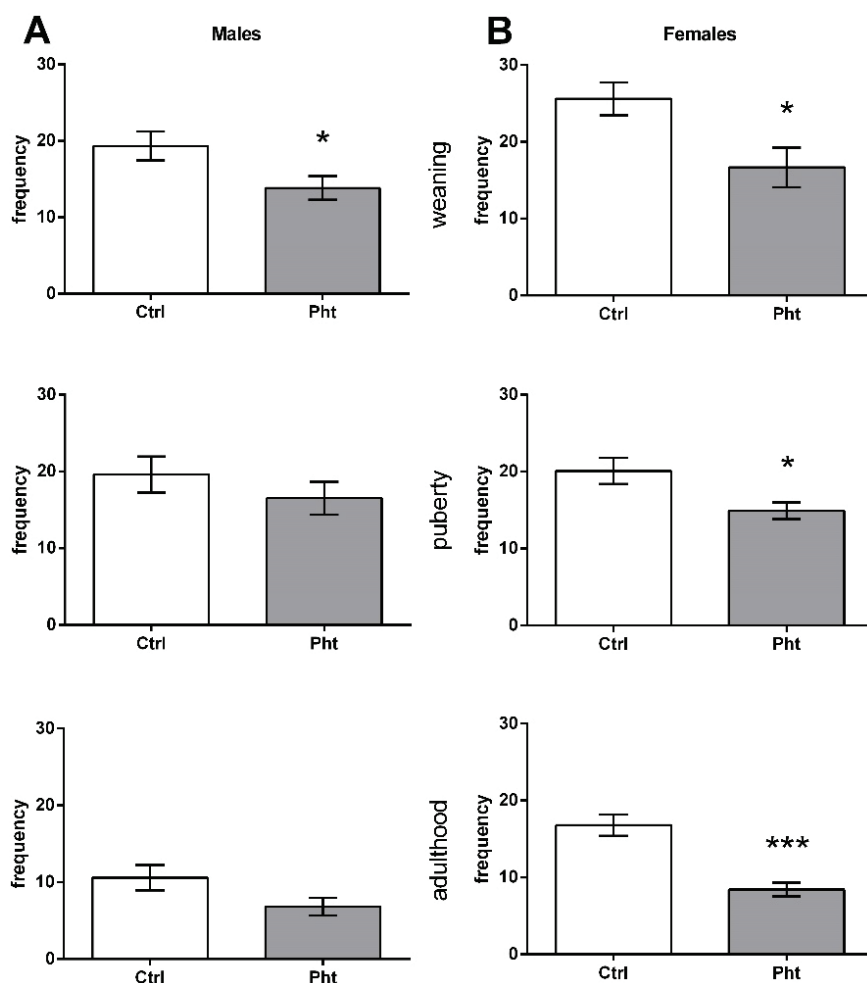 A
Males
30
20
10
0
frequency
*
Ctrl
Pht
weaning
B
Females
30
20
10
0
frequency
*
Ctrl
Pht
30
20
10
0
frequency
Ctrl
Pht
puberty
30
20
10
0
frequency
*
Ctrl
Pht
30
20
10
0
frequency
Ctrl
Pht
adulthood
30
20
10
0
frequency
***
Ctrl
Pht